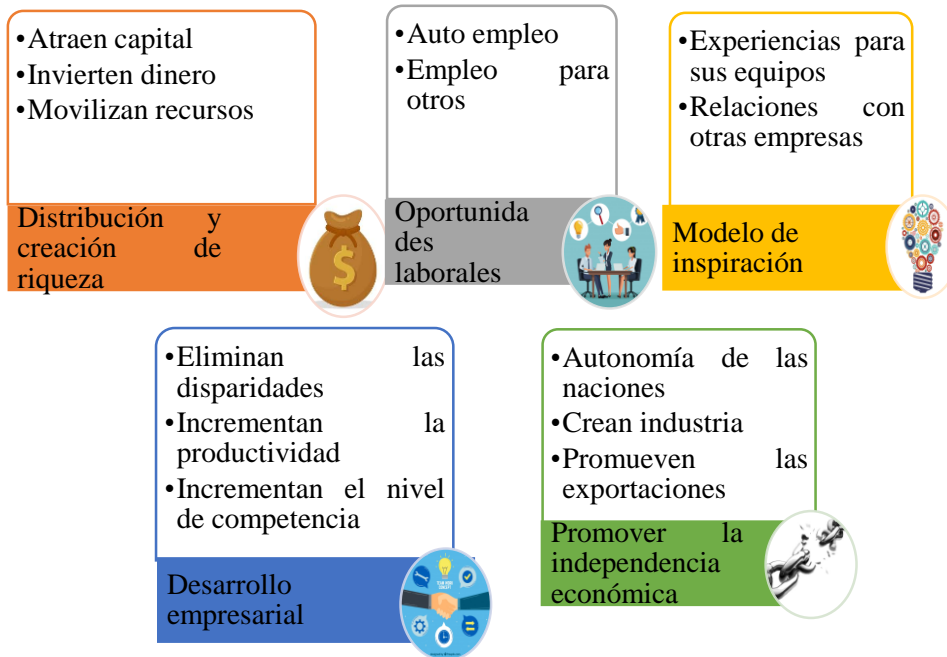 •Atraen capital
•Invierten dinero
•Movilizan recursos
Distribución y
creación de
riqueza
•Auto empleo
•Empleo para
otros
Oportunida
des
laborales
•Experiencias para
sus equipos
•Relaciones con
otras empresas
Modelo de
inspiración
•Eliminan las
disparidades
•Incrementan la
productividad
•Incrementan el nivel
de competencia
Desarrollo
empresarial
•Autonomía de las
naciones
•Crean industria
•Promueven las
exportaciones
Promover la
independencia
económica